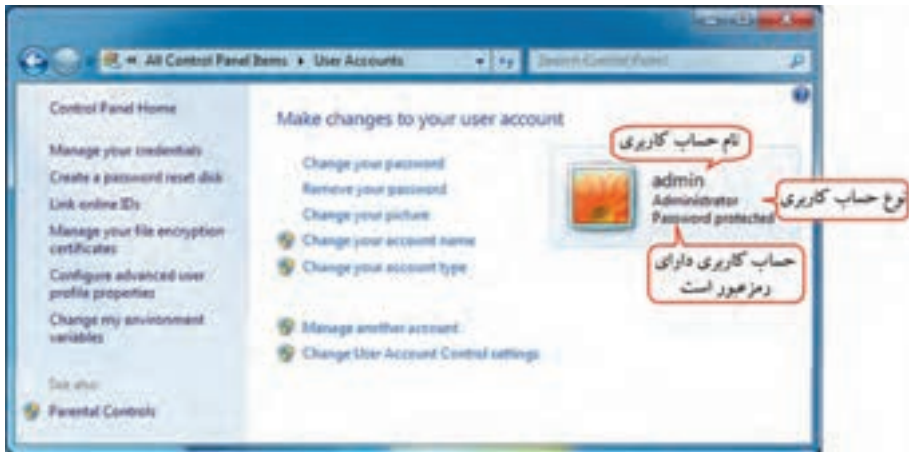 All Control Panel Items ▸ User Accounts
Search Control Panel
Control Panel Home
Manage your credentials
Create a password reset disk
Link online IDs
Manage your file encryption
certificates
Configure advanced user
profile properties
Change my environment
variables
See also
Parental Controls
Make changes to your user account
Change your password
Remove your password
Change your picture
Change your account name
Change your account type
Manage another account
Change User Account Control settings
نام حساب کاربری
admin
Administrator
Password protected
نوع حساب کاربری
حساب کاربری دارای
رمزعبور است